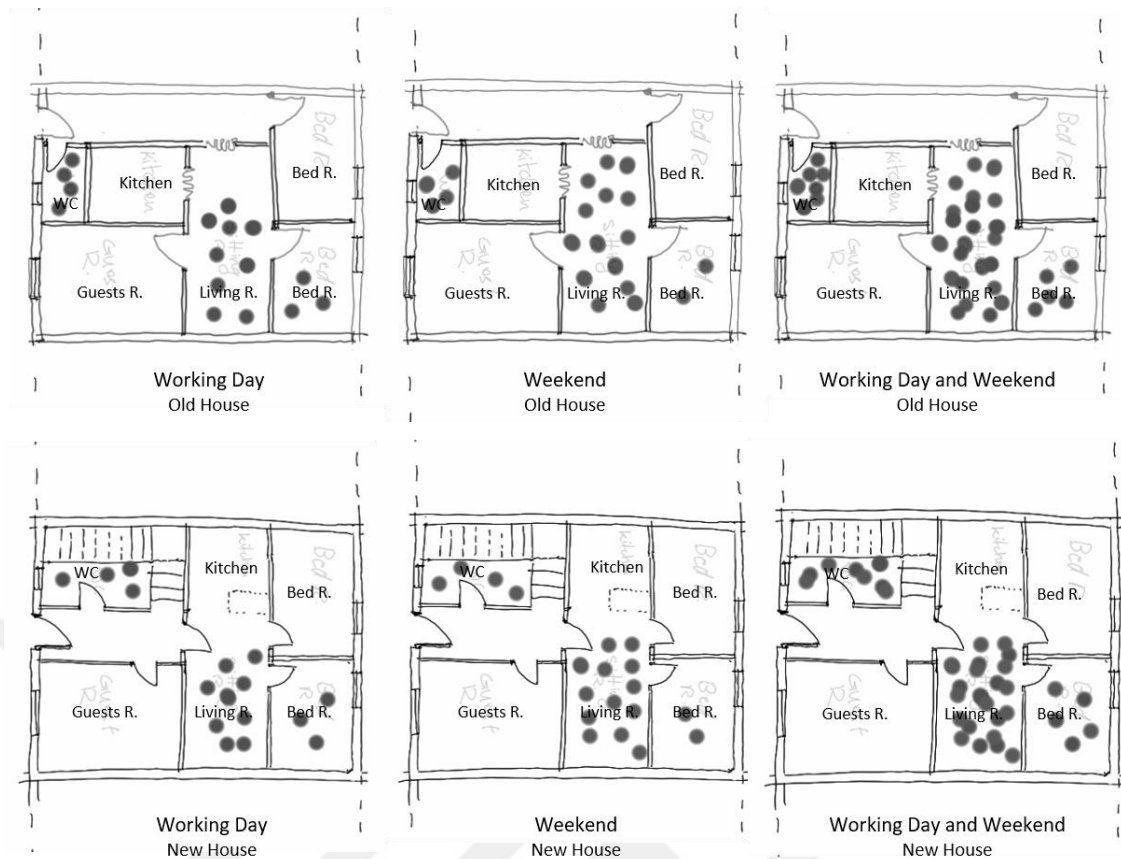 Bed R.
Kitchen
kitchen
WC
Guests R.
Living R.
Bed R.
Working Day
Old House
Bed R.
Kitchen
kitchen
WC
Guests R.
Living R.
Bed R.
Weekend
Old House
Bed R.
Kitchen
kitchen
WC
Guests R.
Living R.
Bed R.
Working Day and Weekend
Old House
WC
Kitchen
Bed R.
Guests R.
Living R.
Bed R.
Working Day
New House
WC
Kitchen
Bed R.
Guests R.
Living R.
Bed R.
Weekend
New House
WC
Kitchen
Bed R.
Guests R.
Living R.
Bed R.
Working Day and Weekend
New House